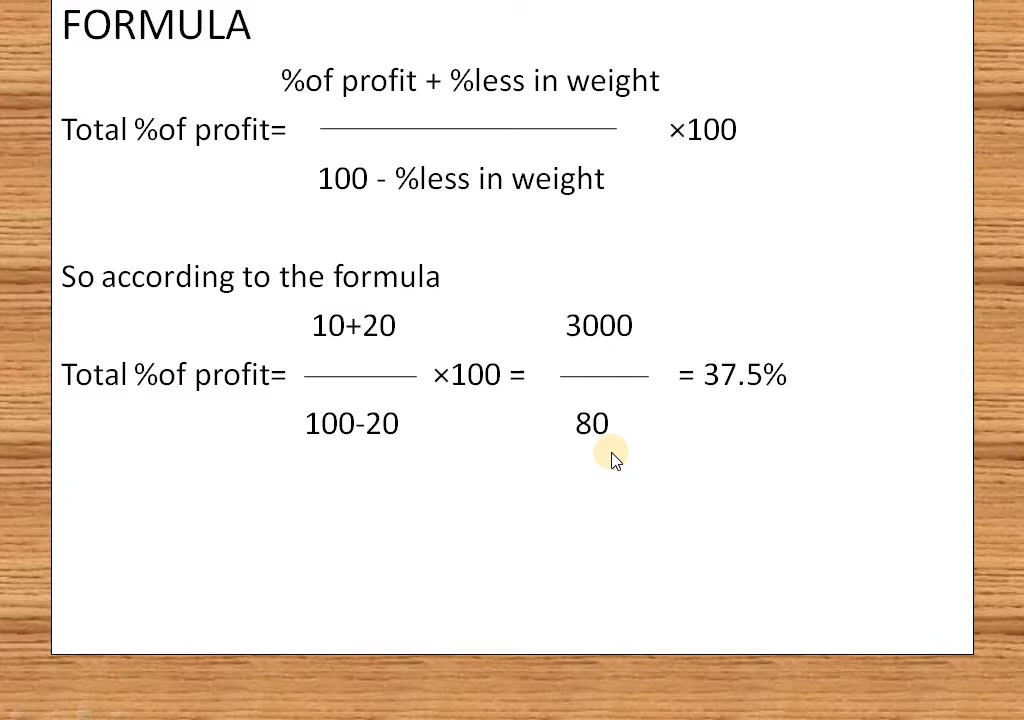 FORMULA
%of profit + %less in weight
Total %of profit= ×100
100 - %less in weight
So according to the formula
10+20 3000
Total %of profit= ×100 = = 37.5%
100-20 80